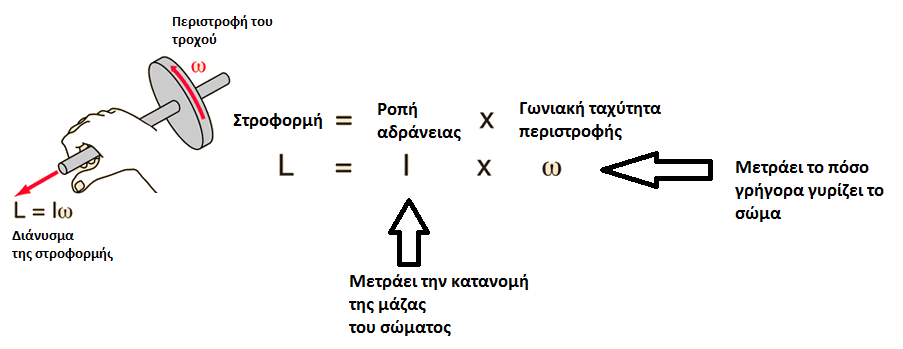 Περιστροφή του
τροχού
ω
Στροφορμή = Ροπή αδράνειας x Γωνιακή ταχύτητα περιστροφής
L = I x ω
Μετράει το πόσο
γρήγορα γυρίζει το
σώμα
L = Iω
Διάνυσμα
της στροφορμής
Μετράει την κατανομή
της μάζας
του σώματος